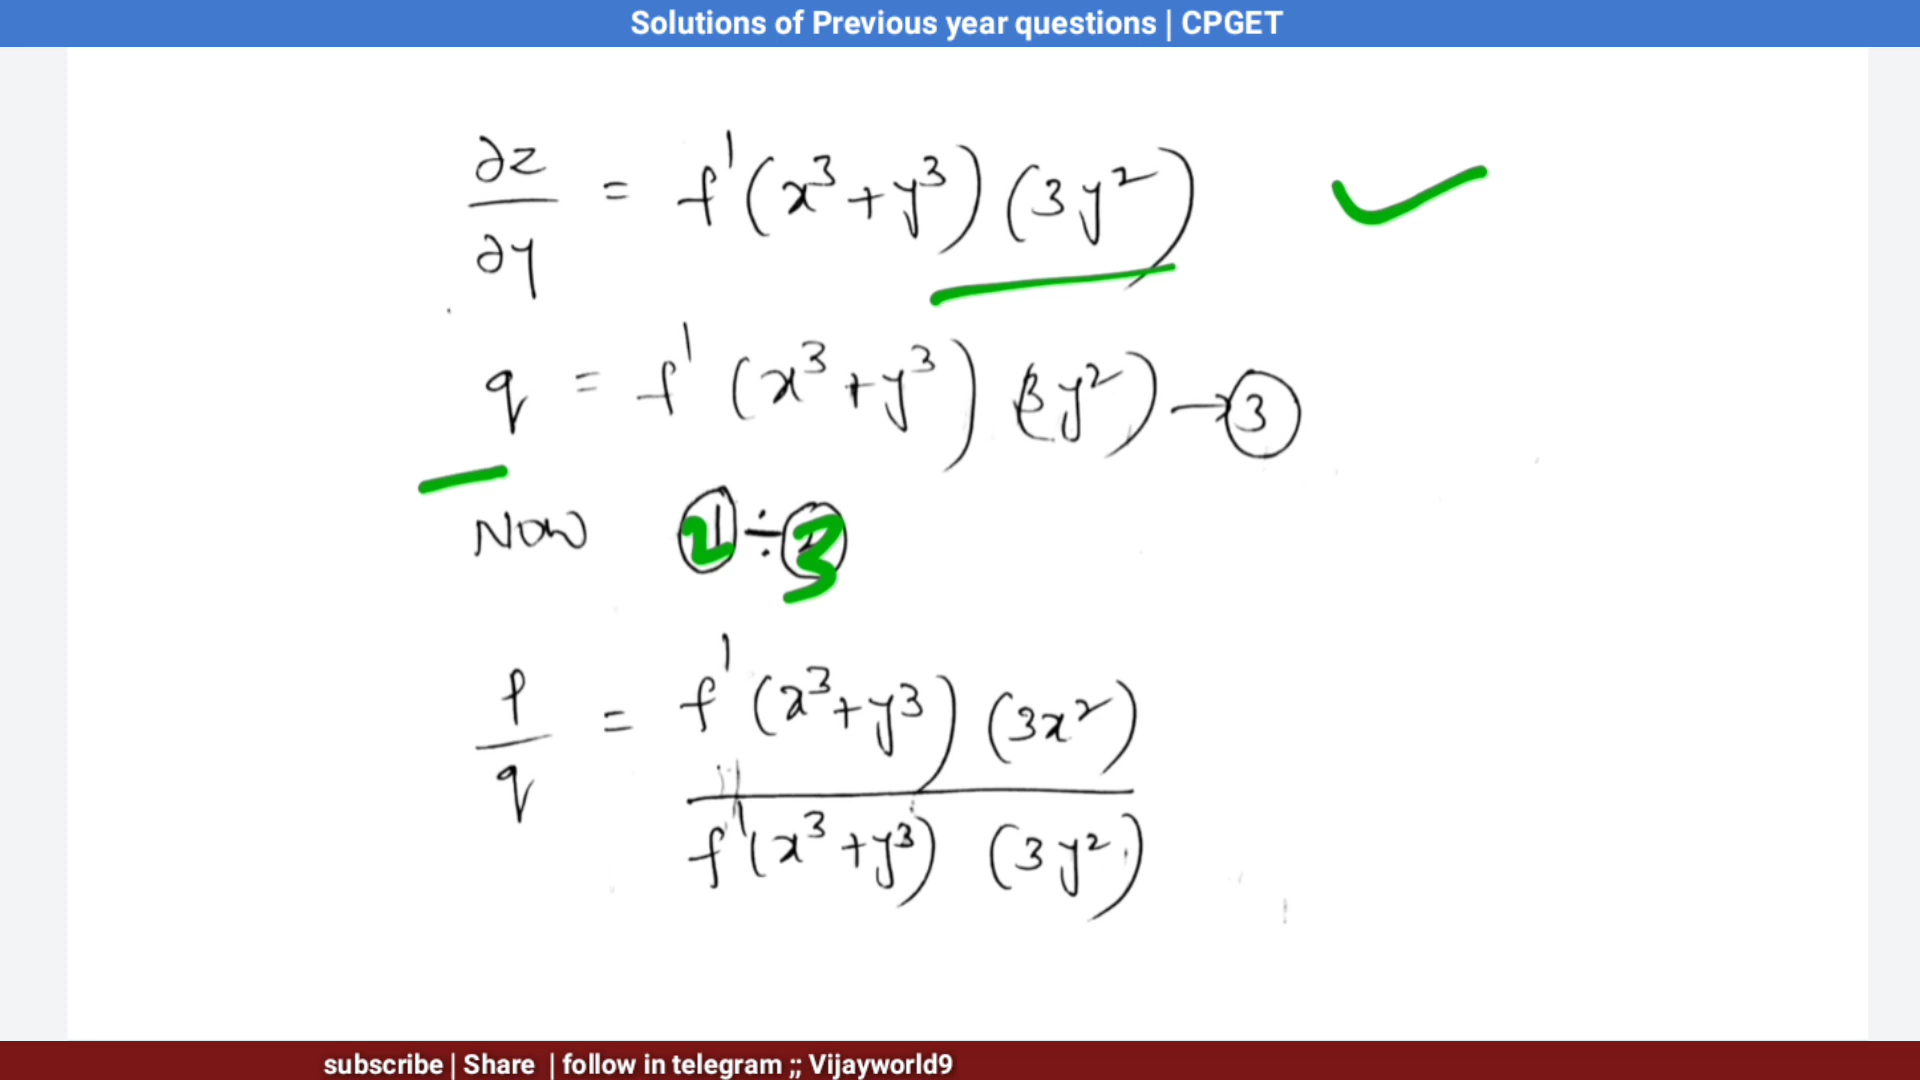 Solutions of Previous year questions | CPGET
∂z/∂y = f'(x³+y³)(3y²)
q = f'(x³+y³)(3y²) → ③
Now ② ÷ ③
p/q = f'(x³+y³)(3x²) / f'(x³+y³)(3y²)
subscribe | Share | follow in telegram ;; Vijayworld9